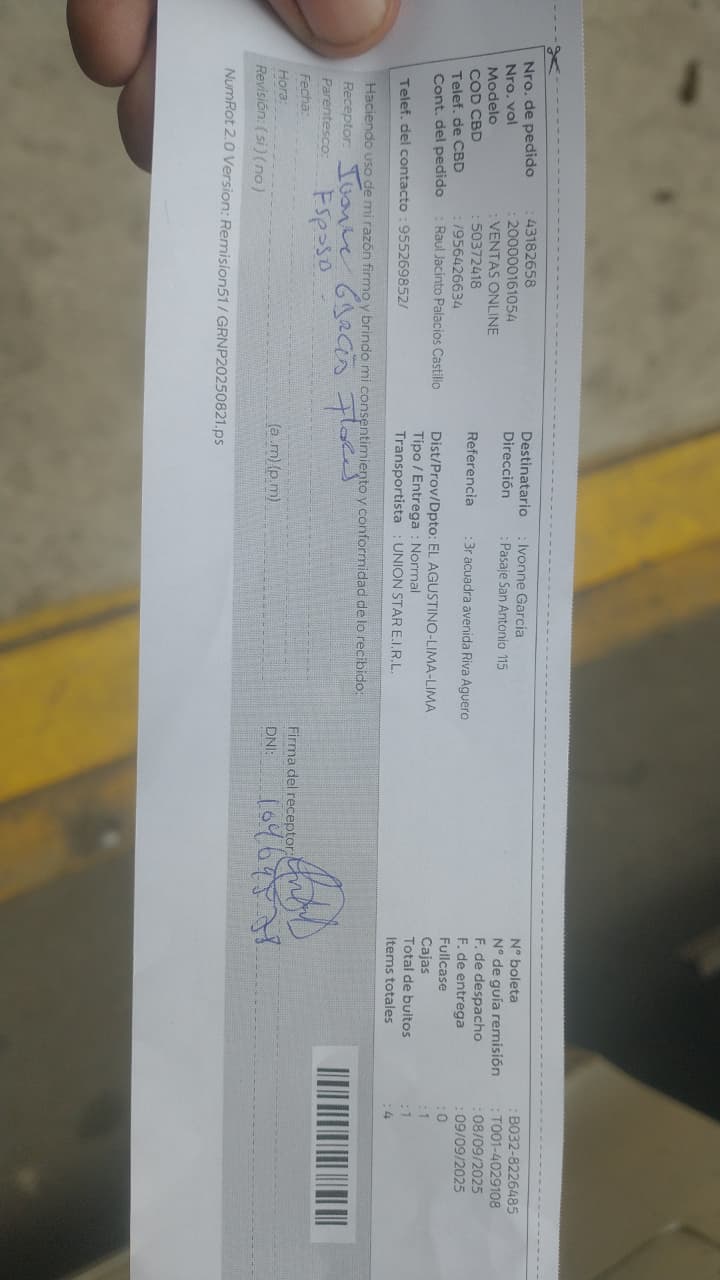 Nro. de pedido : 43182658
Nro. vol : 200000161054
Modelo : VENTAS ONLINE
COD CBD : 50372418
Telef. de CBD : /956426634
Cont. del pedido : Raul Jacinto Palacios Castillo
Telef. del contacto : 955269852/
Destinatario : Ivonne Garcia
Dirección : Pasaje San Antonio 115
Referencia : 3r acuadra avenida Riva Aguero
Dist/Prov/Dpto: EL AGUSTINO-LIMA-LIMA
Tipo / Entrega : Normal
Transportista : UNION STAR E.I.R.L.
N° boleta : B032-8226485
N° de guía remisión : T001-4029108
F. de despacho : 08/09/2025
F. de entrega : 09/09/2025
Fullcase : 0
Cajas : 1
Total de bultos : 1
Items totales : 4
Haciendo uso de mi razón firmo y brindo mi consentimiento y conformidad de lo recibido:
Receptor: Ivonne García Flores
Parentesco: Esposo
Fecha:
Hora: (a.m)(p.m)
Revisión: ( si ) ( no )
Firma del receptor:
DNI:
NumRot 2.0 Version: Remision51 / GRNP20250821.ps